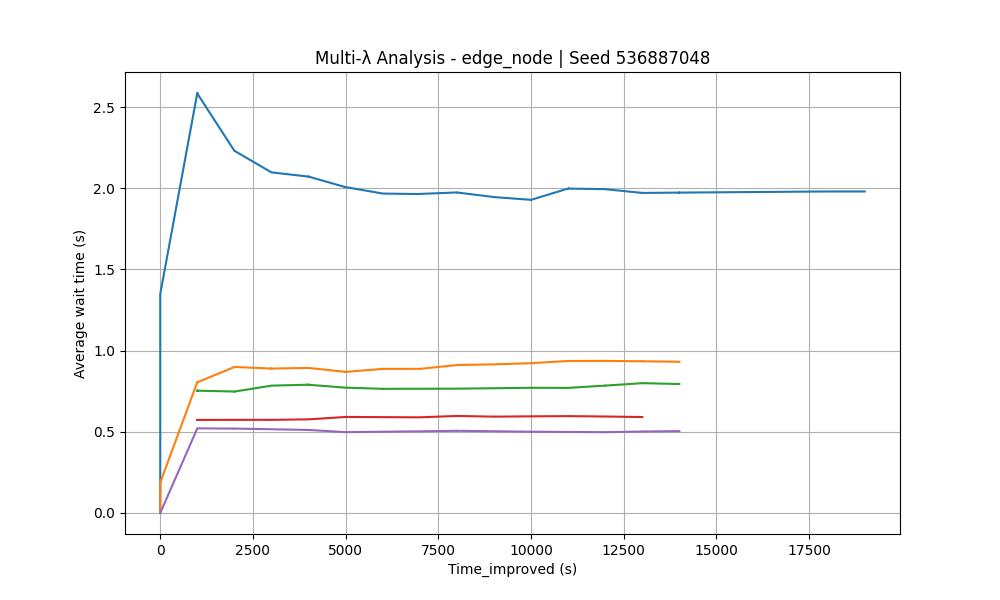 Multi-λ Analysis - edge_node | Seed 536887048
Average wait time (s)
2.5
2.0
1.5
1.0
0.5
0.0
0 2500 5000 7500 10000 12500 15000 17500
Time_improved (s)